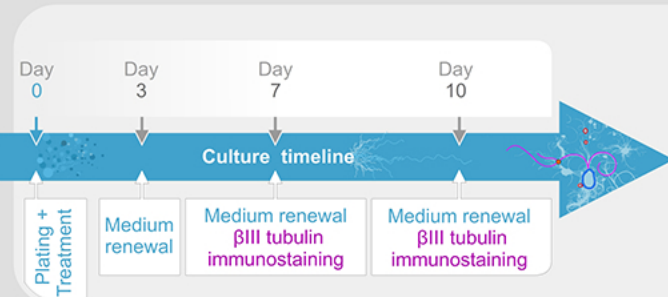 Day
0
Day
3
Day
7
Day
10
Culture timeline
Plating +
Treatment
Medium
renewal
Medium renewal
βIII tubulin
immunostaining
Medium renewal
βIII tubulin
immunostaining